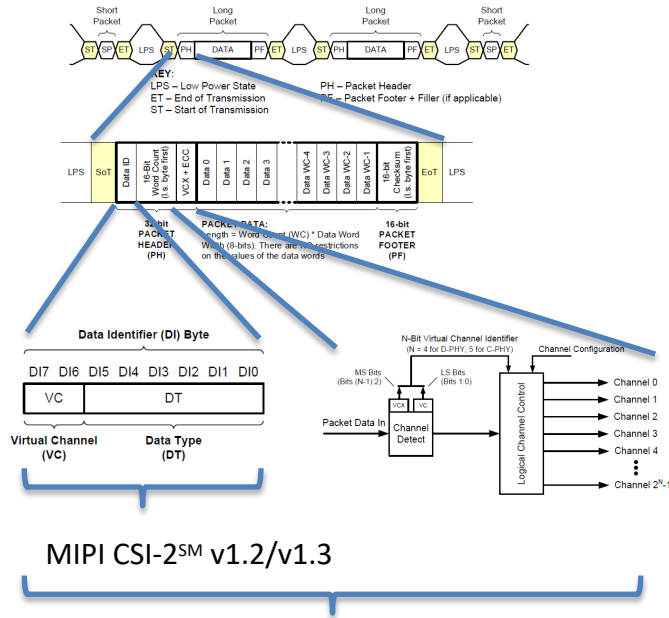 Short
Packet
Long
Packet
Long
Packet
Short
Packet
ST SP ET LPS ST PH DATA PF ET LPS ST PH DATA PF ET LPS ST SP ET
KEY:
LPS – Low Power State
ET – End of Transmission
ST – Start of Transmission
PH – Packet Header
PF – Packet Footer + Filler (if applicable)
LPS
SoT
Data ID
16-Bit
Word Count
(l.s. byte first)
VCX + ECC
Data 0
Data 1
Data 2
Data 3
Data WC-4
Data WC-3
Data WC-2
Data WC-1
16-bit
Checksum
(l.s. byte first)
EoT
LPS
32-bit
PACKET
HEADER
(PH)
PACKET DATA:
Length = Word Count (WC) * Data Word
Width (8-bits). There are NO restrictions
on the values of the data words
16-bit
PACKET
FOOTER
(PF)
Data Identifier (DI) Byte
DI7 DI6 DI5 DI4 DI3 DI2 DI1 DI0
VC DT
Virtual Channel
(VC)
Data Type
(DT)
N-Bit Virtual Channel Identifier
(N = 4 for D-PHY, 5 for C-PHY)
Channel Configuration
MS Bits
(Bits (N-1):2)
LS Bits
(Bits 1:0)
VCX VC
Packet Data In
Channel
Detect
Logical Channel Control
Channel 0
Channel 1
Channel 2
Channel 3
Channel 4
Channel 2ᴺ-1
MIPI CSI-2ˢᴹ v1.2/v1.3